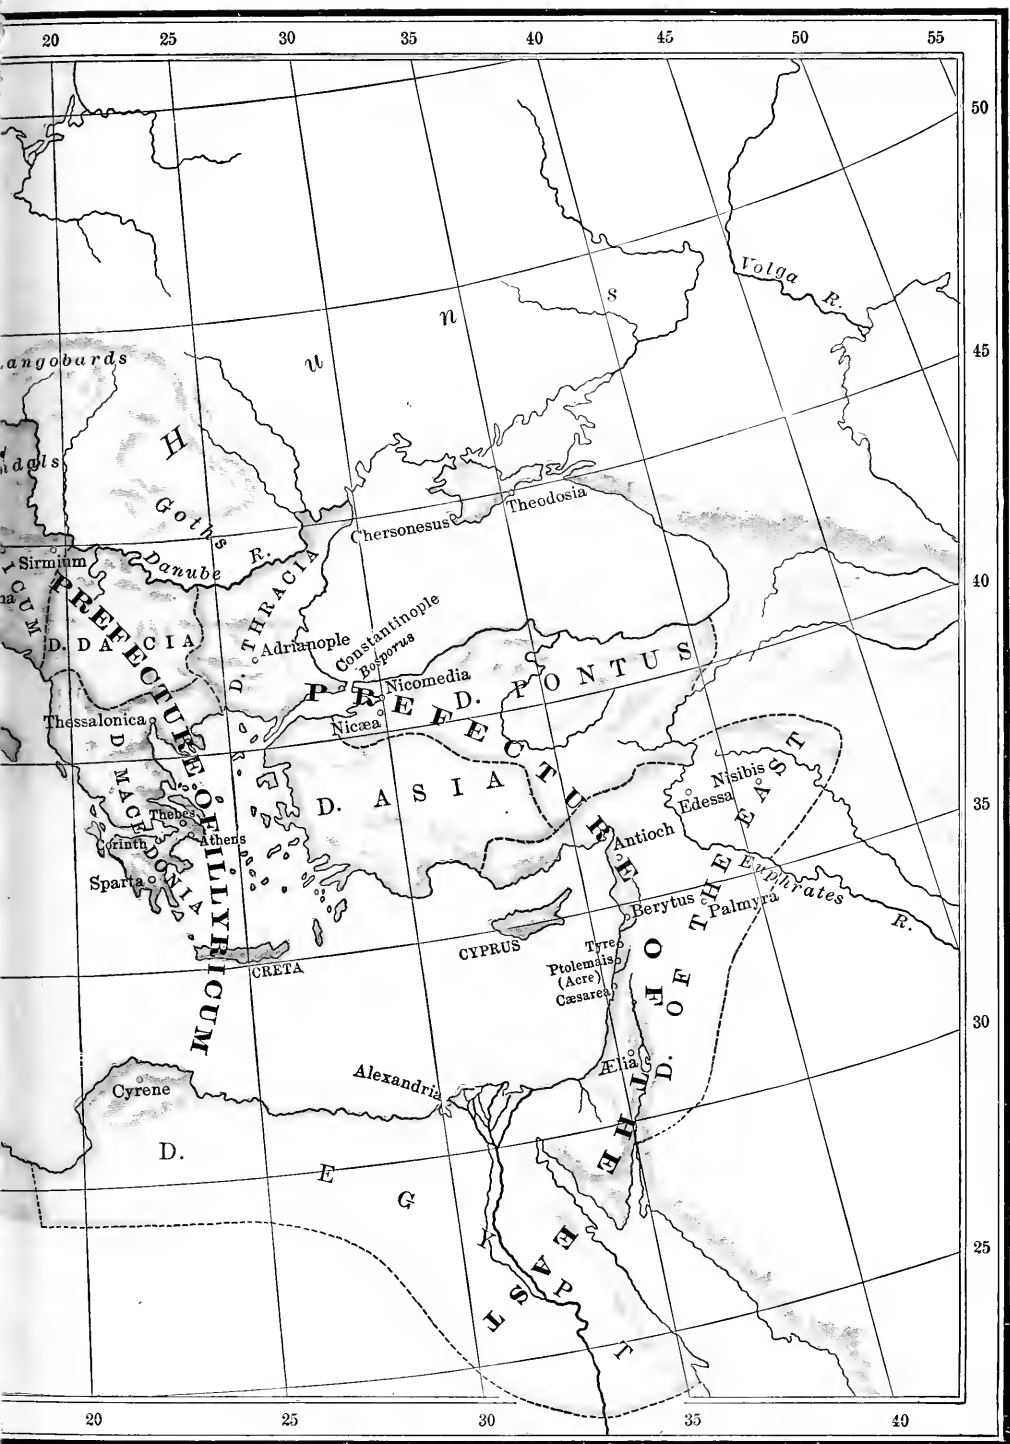 20 25 30 35 40 45 50 55
50
45
40
35
30
25
20 25 30 35 40
Volga R.
H u n s
angobards
ndals
Goths
Danube R.
Theodosia
Chersonesus
Sirmium
ICUM
PREFECTURE OF ILLYRICUM
D. DACIA
D. THRACIA
Adrianople
Constantinople
Bosporus
Nicomedia
Nicæa
D. PONTUS
PREFECTURE OF THE EAST
Thessalonica
D. MACEDONIA
Thebes
Corinth
Athens
Sparta
D. ASIA
Nisibis
Edessa
Antioch
D. OF THE EAST
Euphrates R.
Berytus
Palmyra
CYPRUS
CRETA
Tyre
Ptolemais
(Acre)
Cæsarea
Ælia
Alexandria
Cyrene
D. EGYPT